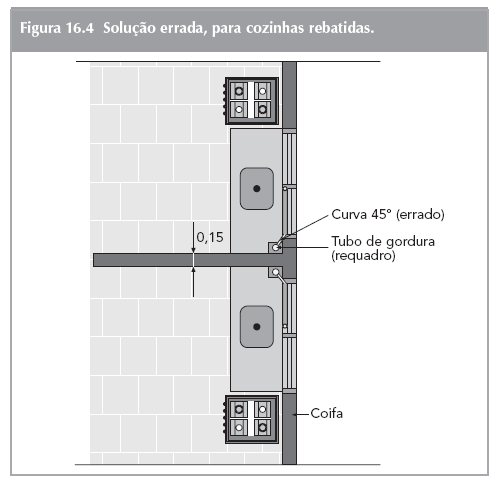 Figura 16.4 Solução errada, para cozinhas rebatidas.
Curva 45° (errado)
0,15
Tubo de gordura
(requadro)
Coifa